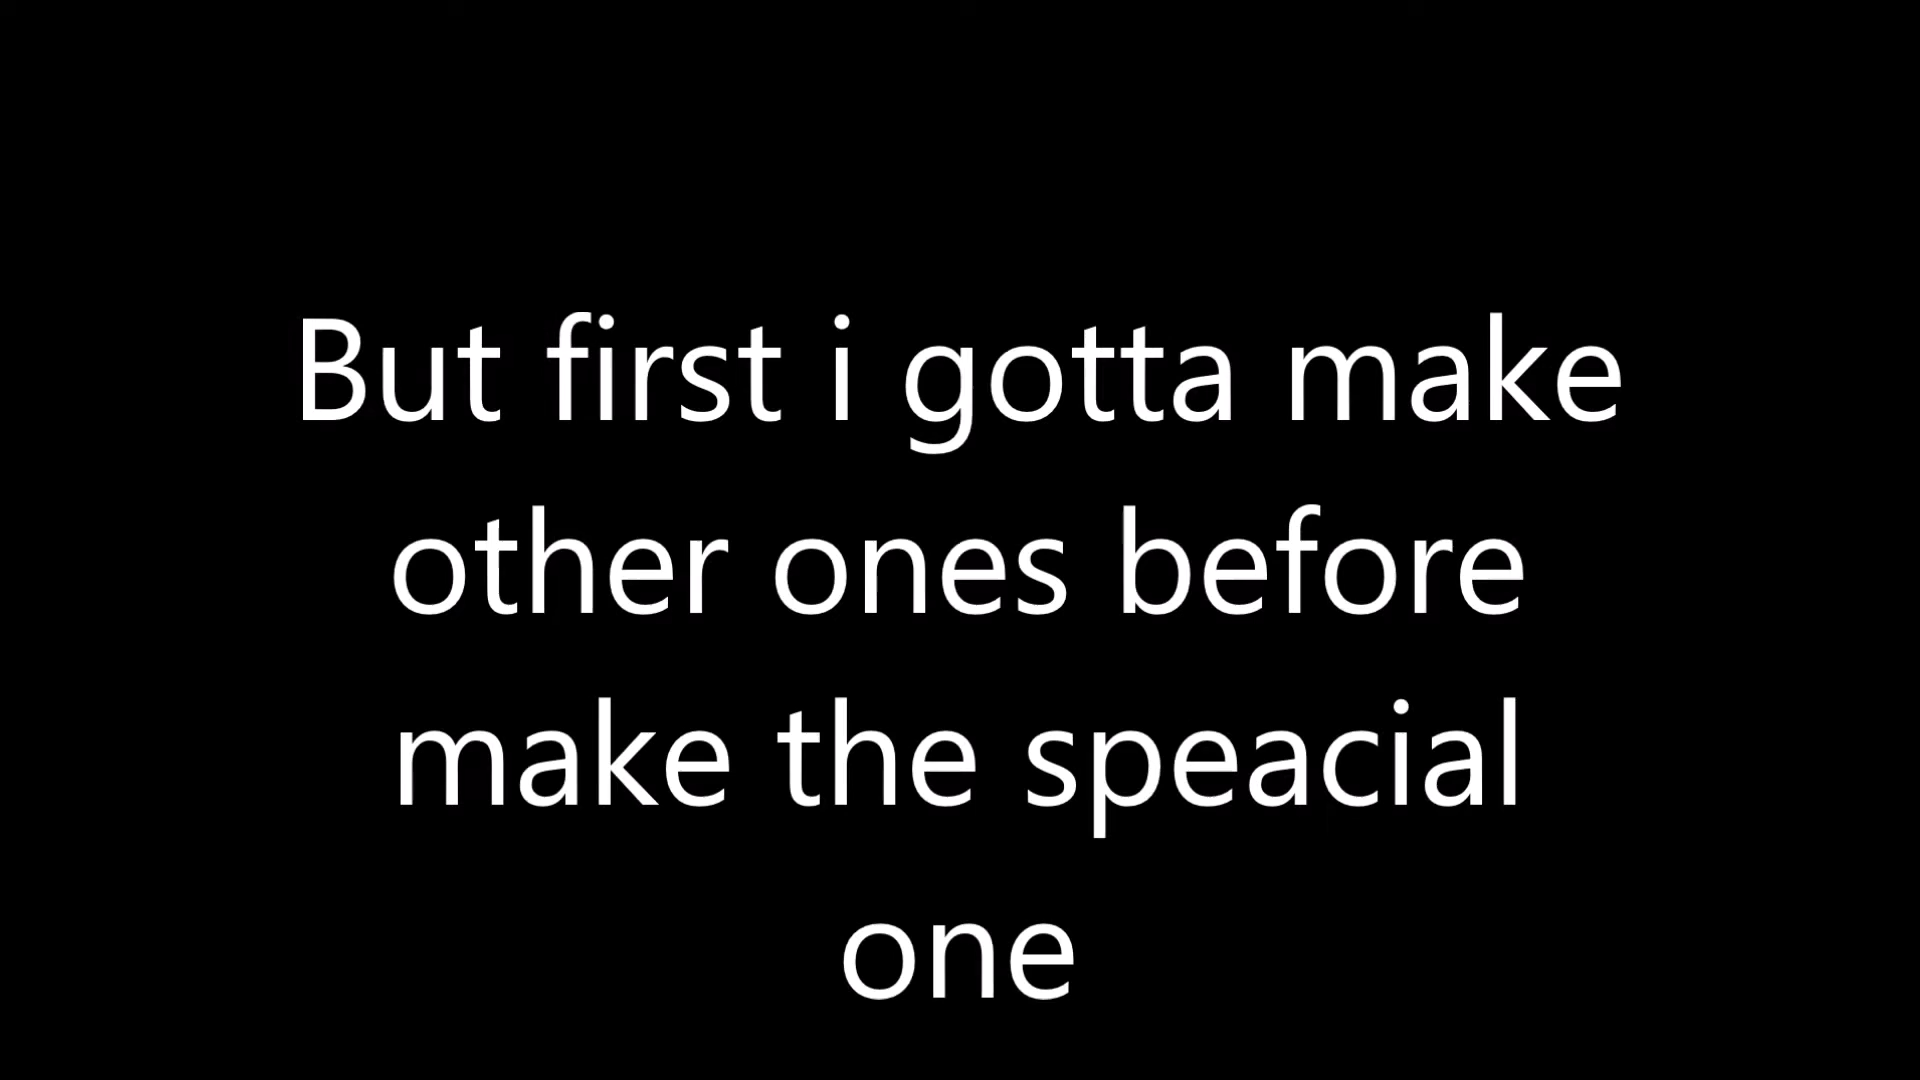 But first i gotta make
other ones before
make the speacial
one